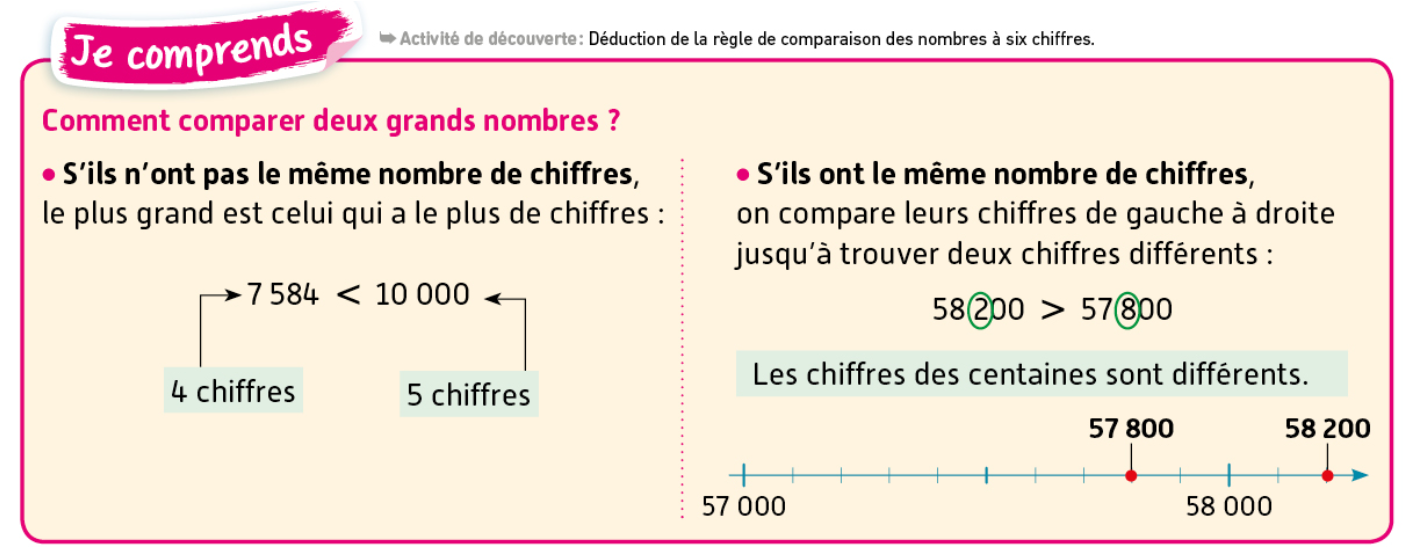 Je comprends
➥ Activité de découverte : Déduction de la règle de comparaison des nombres à six chiffres.
Comment comparer deux grands nombres ?
• S'ils n'ont pas le même nombre de chiffres,
le plus grand est celui qui a le plus de chiffres :
7 584 < 10 000
4 chiffres
5 chiffres
• S'ils ont le même nombre de chiffres,
on compare leurs chiffres de gauche à droite
jusqu'à trouver deux chiffres différents :
58 200 > 57 800
Les chiffres des centaines sont différents.
57 800 58 200
57 000 58 000